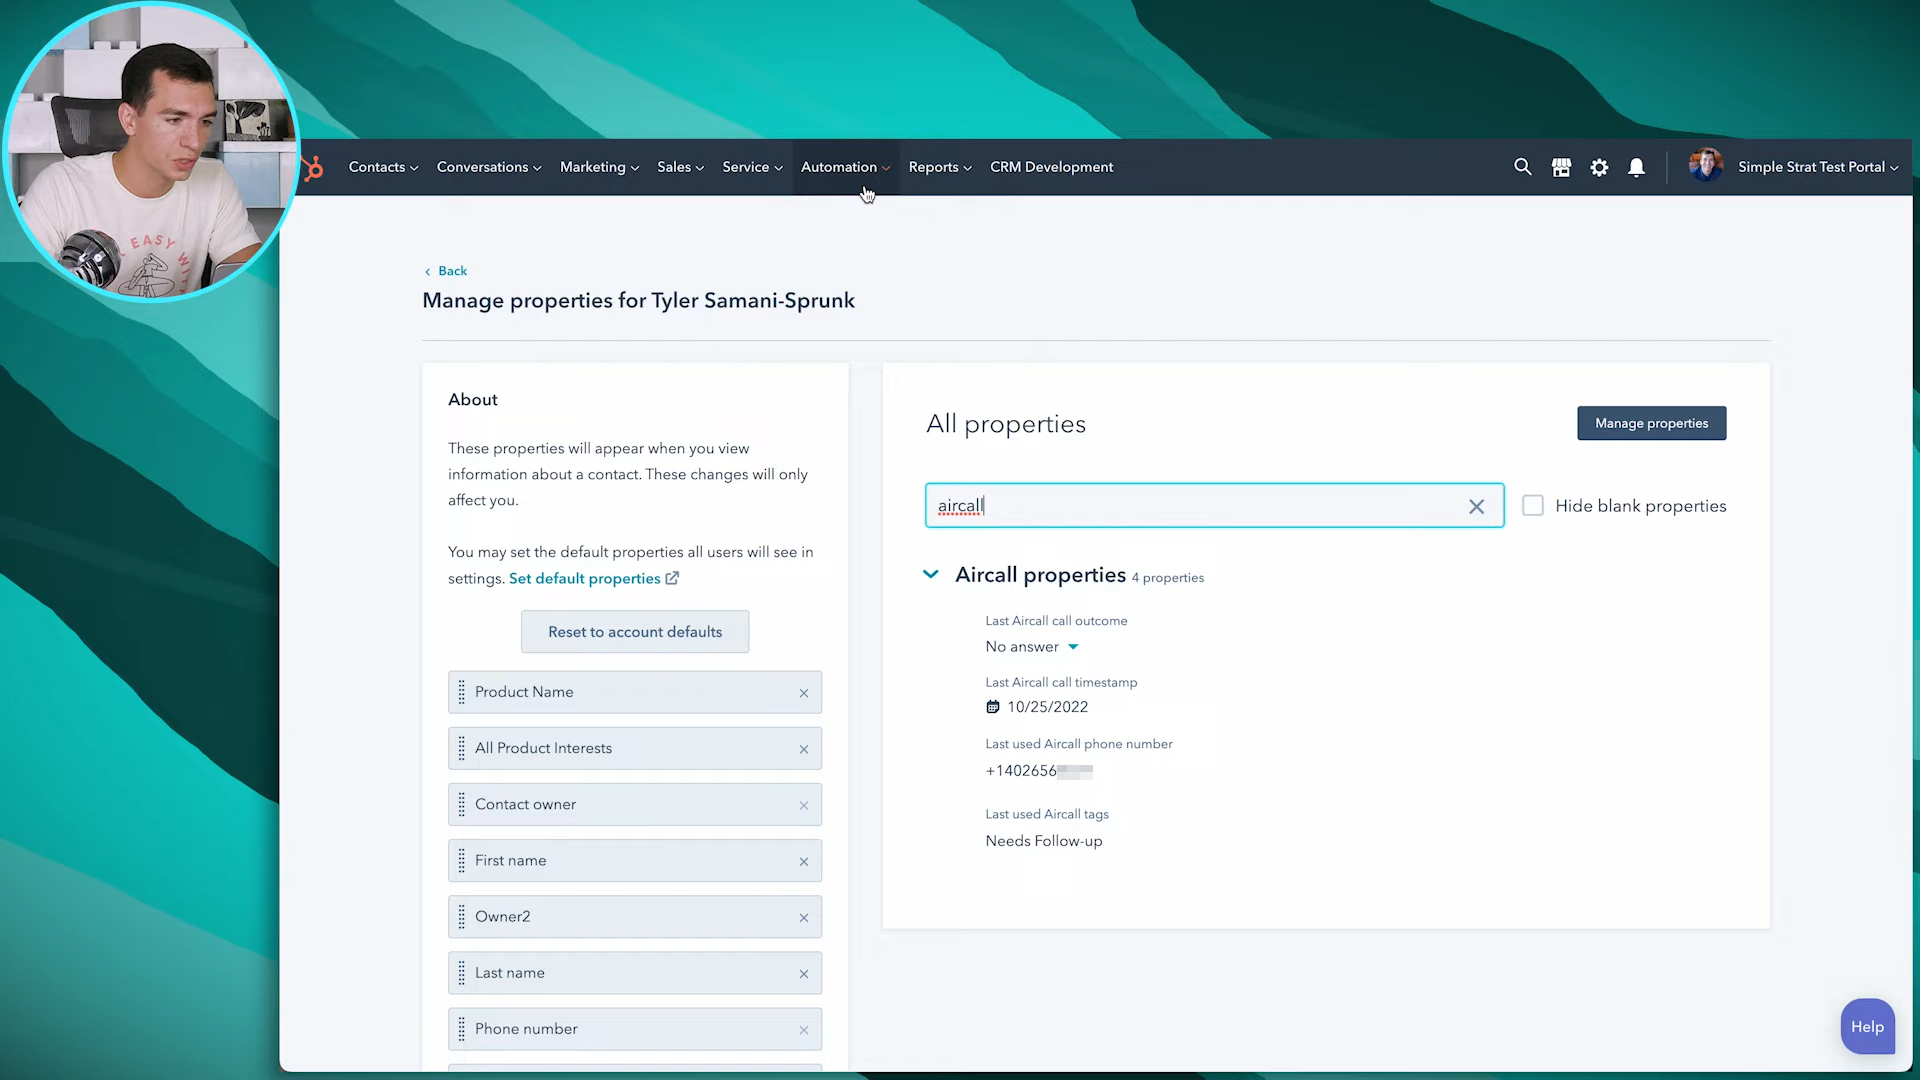 Contacts
Conversations
Marketing
Sales
Service
Automation
Reports
CRM Development
Simple Strat Test Portal
Back
Manage properties for Tyler Samani-Sprunk
About
These properties will appear when you view
information about a contact. These changes will only
affect you.
You may set the default properties all users will see in
settings. Set default properties
Reset to account defaults
Product Name
All Product Interests
Contact owner
First name
Owner2
Last name
Phone number
All properties
Manage properties
aircall
Hide blank properties
Aircall properties 4 properties
Last Aircall call outcome
No answer
Last Aircall call timestamp
10/25/2022
Last used Aircall phone number
+1402656
Last used Aircall tags
Needs Follow-up
Help
EASY